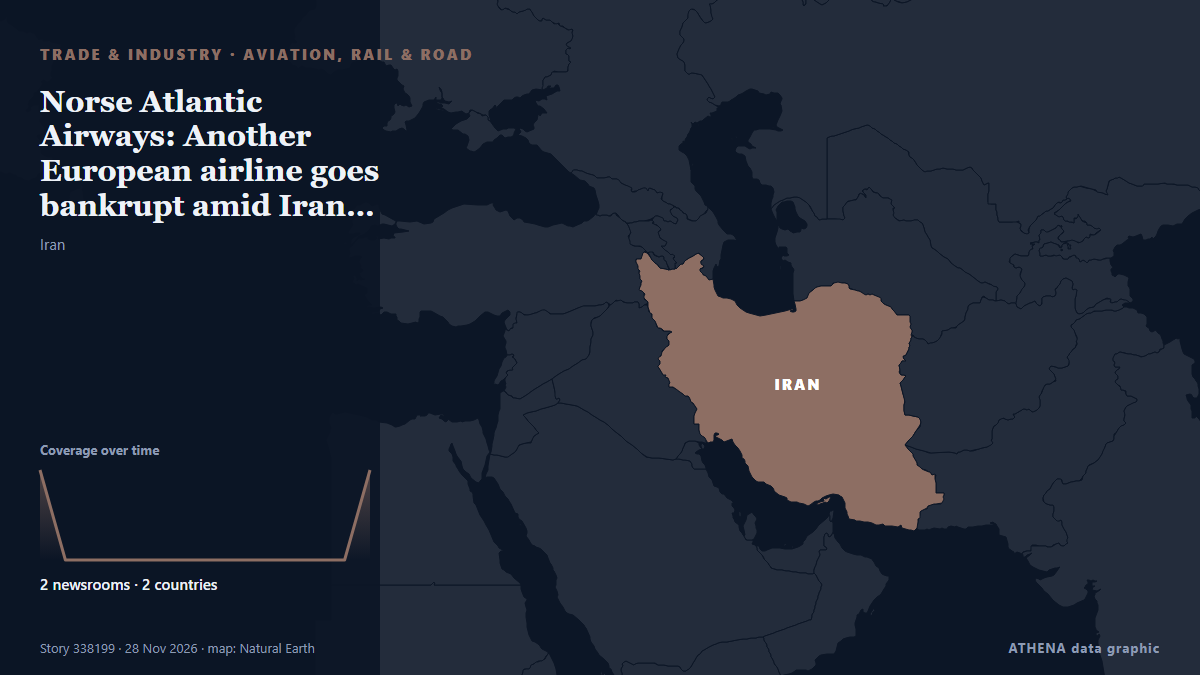 TRADE & INDUSTRY · AVIATION, RAIL & ROAD
Norse Atlantic
Airways: Another
European airline goes
bankrupt amid Iran...
Iran
IRAN
Coverage over time
2 newsrooms · 2 countries
Story 338199 · 28 Nov 2026 · map: Natural Earth
ATHENA data graphic